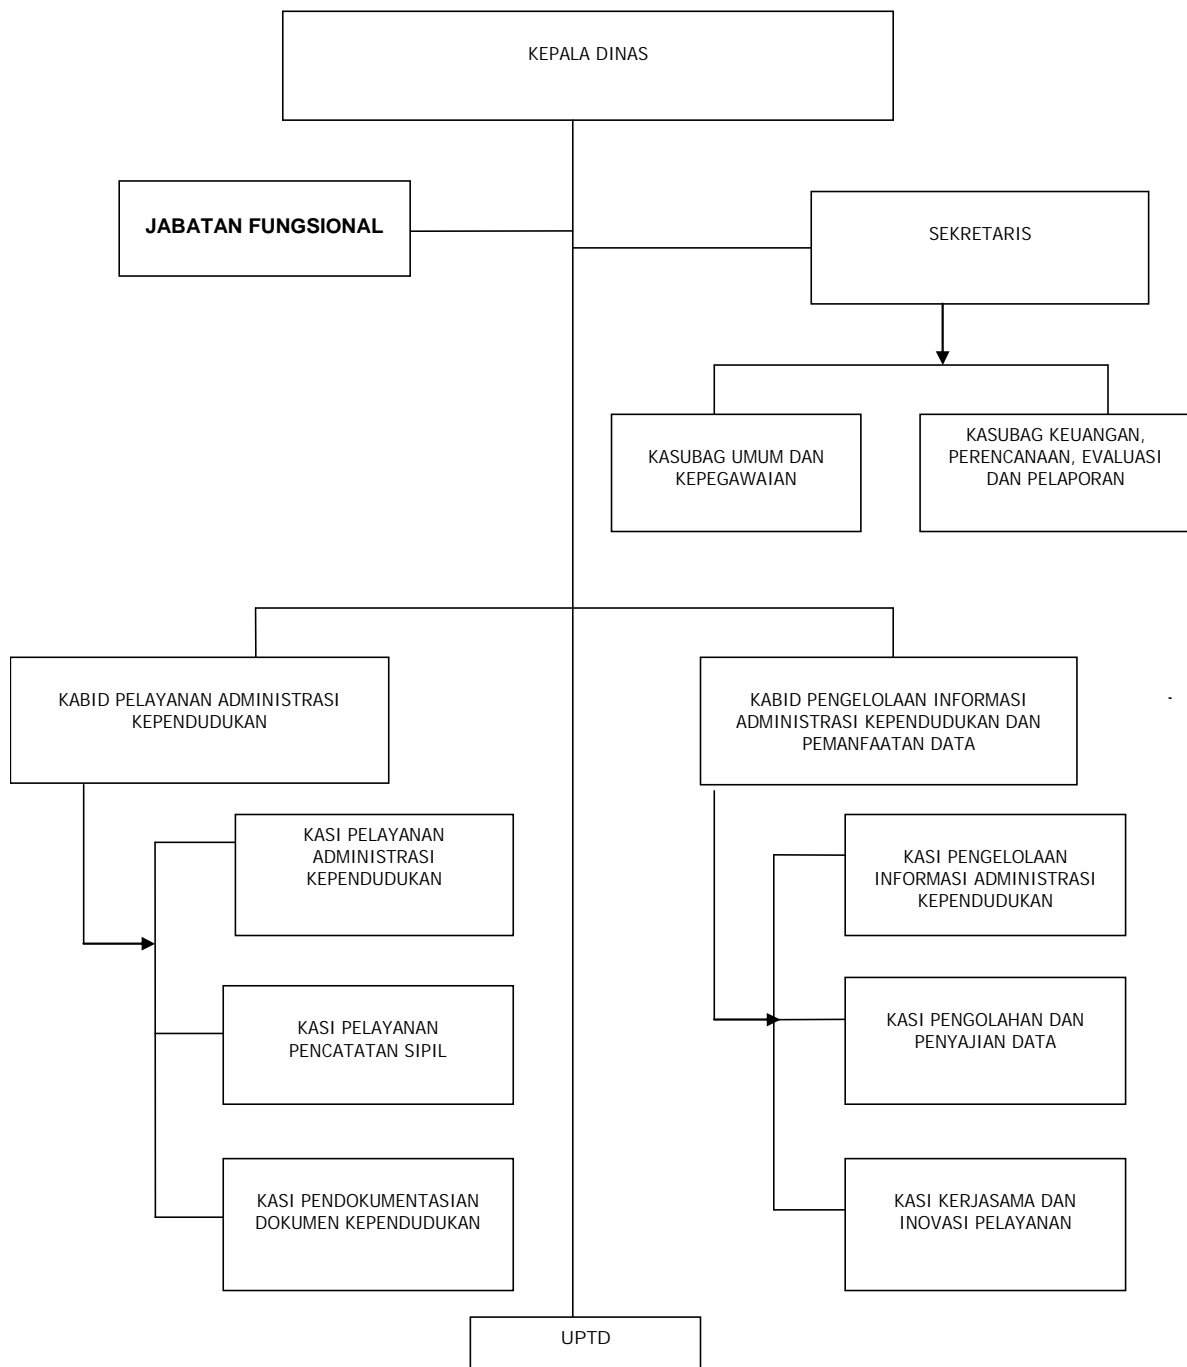 KEPALA DINAS
JABATAN FUNGSIONAL
SEKRETARIS
KASUBAG UMUM DAN
KEPEGAWAIAN
KASUBAG KEUANGAN,
PERENCANAAN, EVALUASI
DAN PELAPORAN
KABID PELAYANAN ADMINISTRASI
KEPENDUDUKAN
KABID PENGELOLAAN INFORMASI
ADMINISTRASI KEPENDUDUKAN DAN
PEMANFAATAN DATA
KASI PELAYANAN
ADMINISTRASI
KEPENDUDUKAN
KASI PELAYANAN
PENCATATAN SIPIL
KASI PENDOKUMENTASIAN
DOKUMEN KEPENDUDUKAN
KASI PENGELOLAAN
INFORMASI ADMINISTRASI
KEPENDUDUKAN
KASI PENGOLAHAN DAN
PENYAJIAN DATA
KASI KERJASAMA DAN
INOVASI PELAYANAN
UPTD